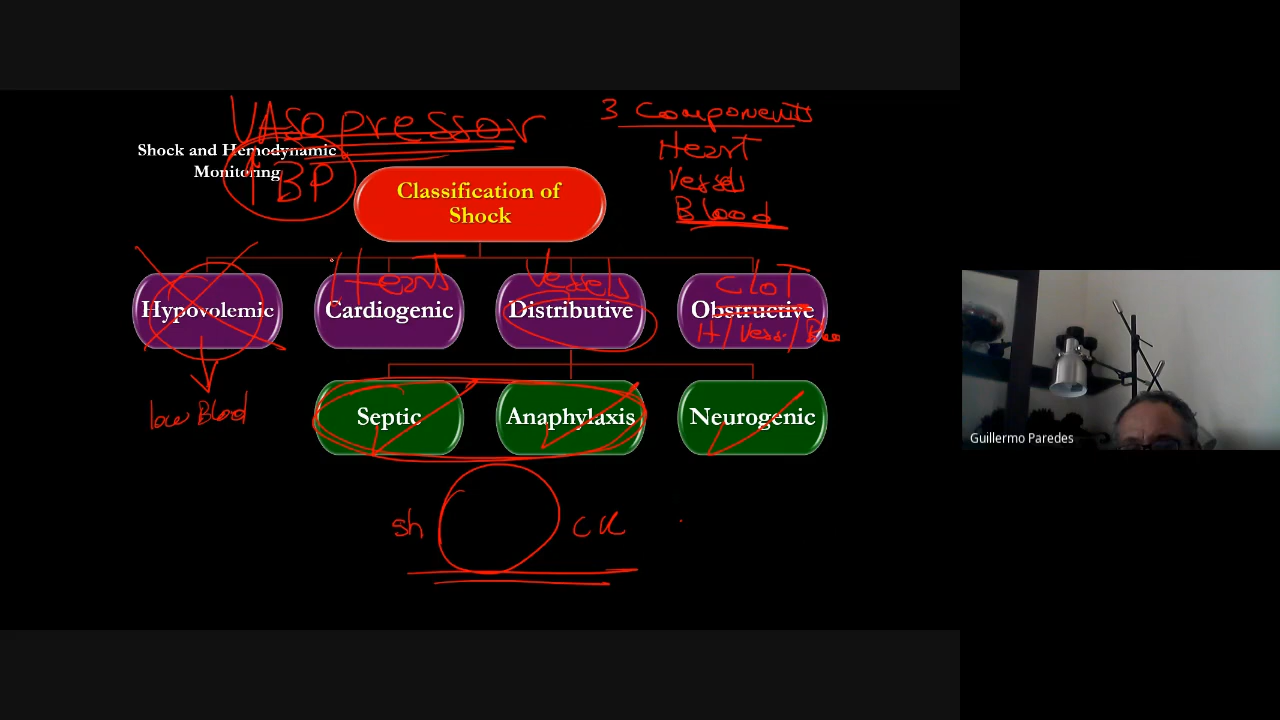 VASopressor
3 Components
Shock and Hemodynamic
Monitoring
↑ BP
Heart
Vessels
Blood
Classification of
Shock
Heart
Vessels
CloT
Hypovolemic
Cardiogenic
Distributive
Obstructive
H/Vess/
low Blood
Septic
Anaphylaxis
Neurogenic
Guillermo Paredes
sh ck